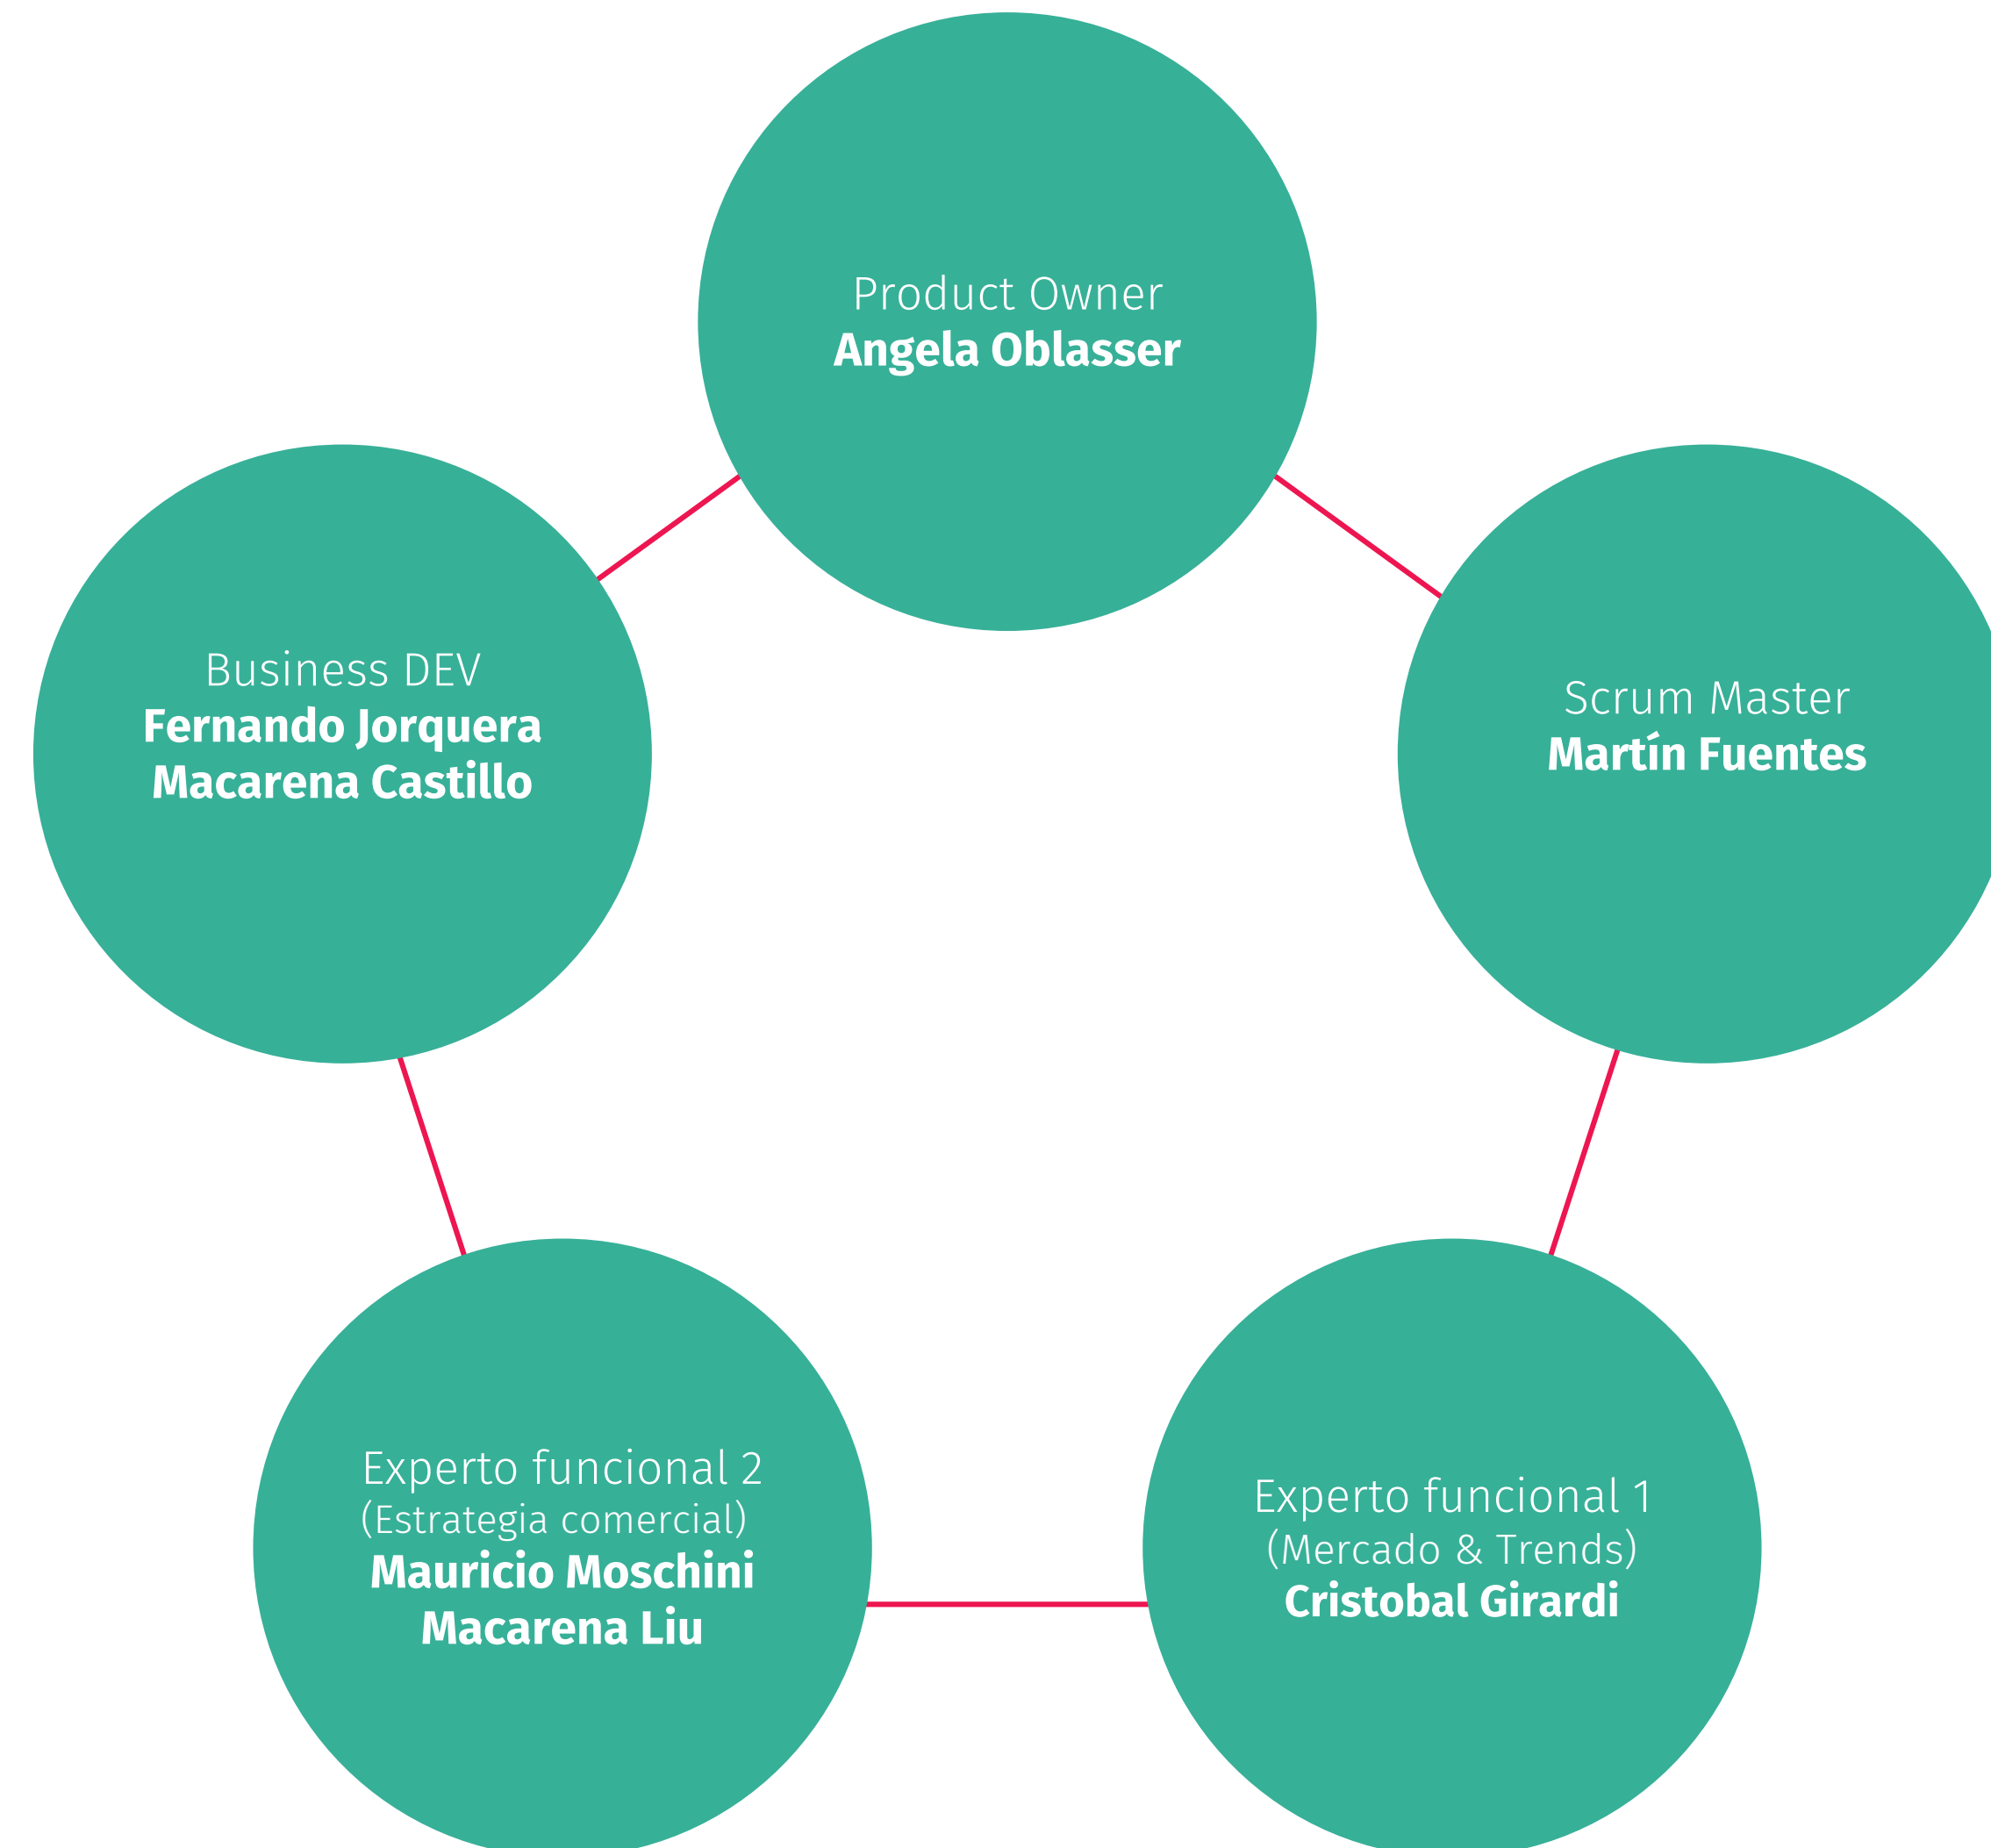 Product Owner
Angela Oblasser
Business DEV
Fernando Jorquera
Macarena Castillo
Scrum Master
Martín Fuentes
Experto funcional 2
(Estrategia comercial)
Mauricio Moschini
Macarena Liu
Experto funcional 1
(Mercado & Trends)
Cristobal Girardi